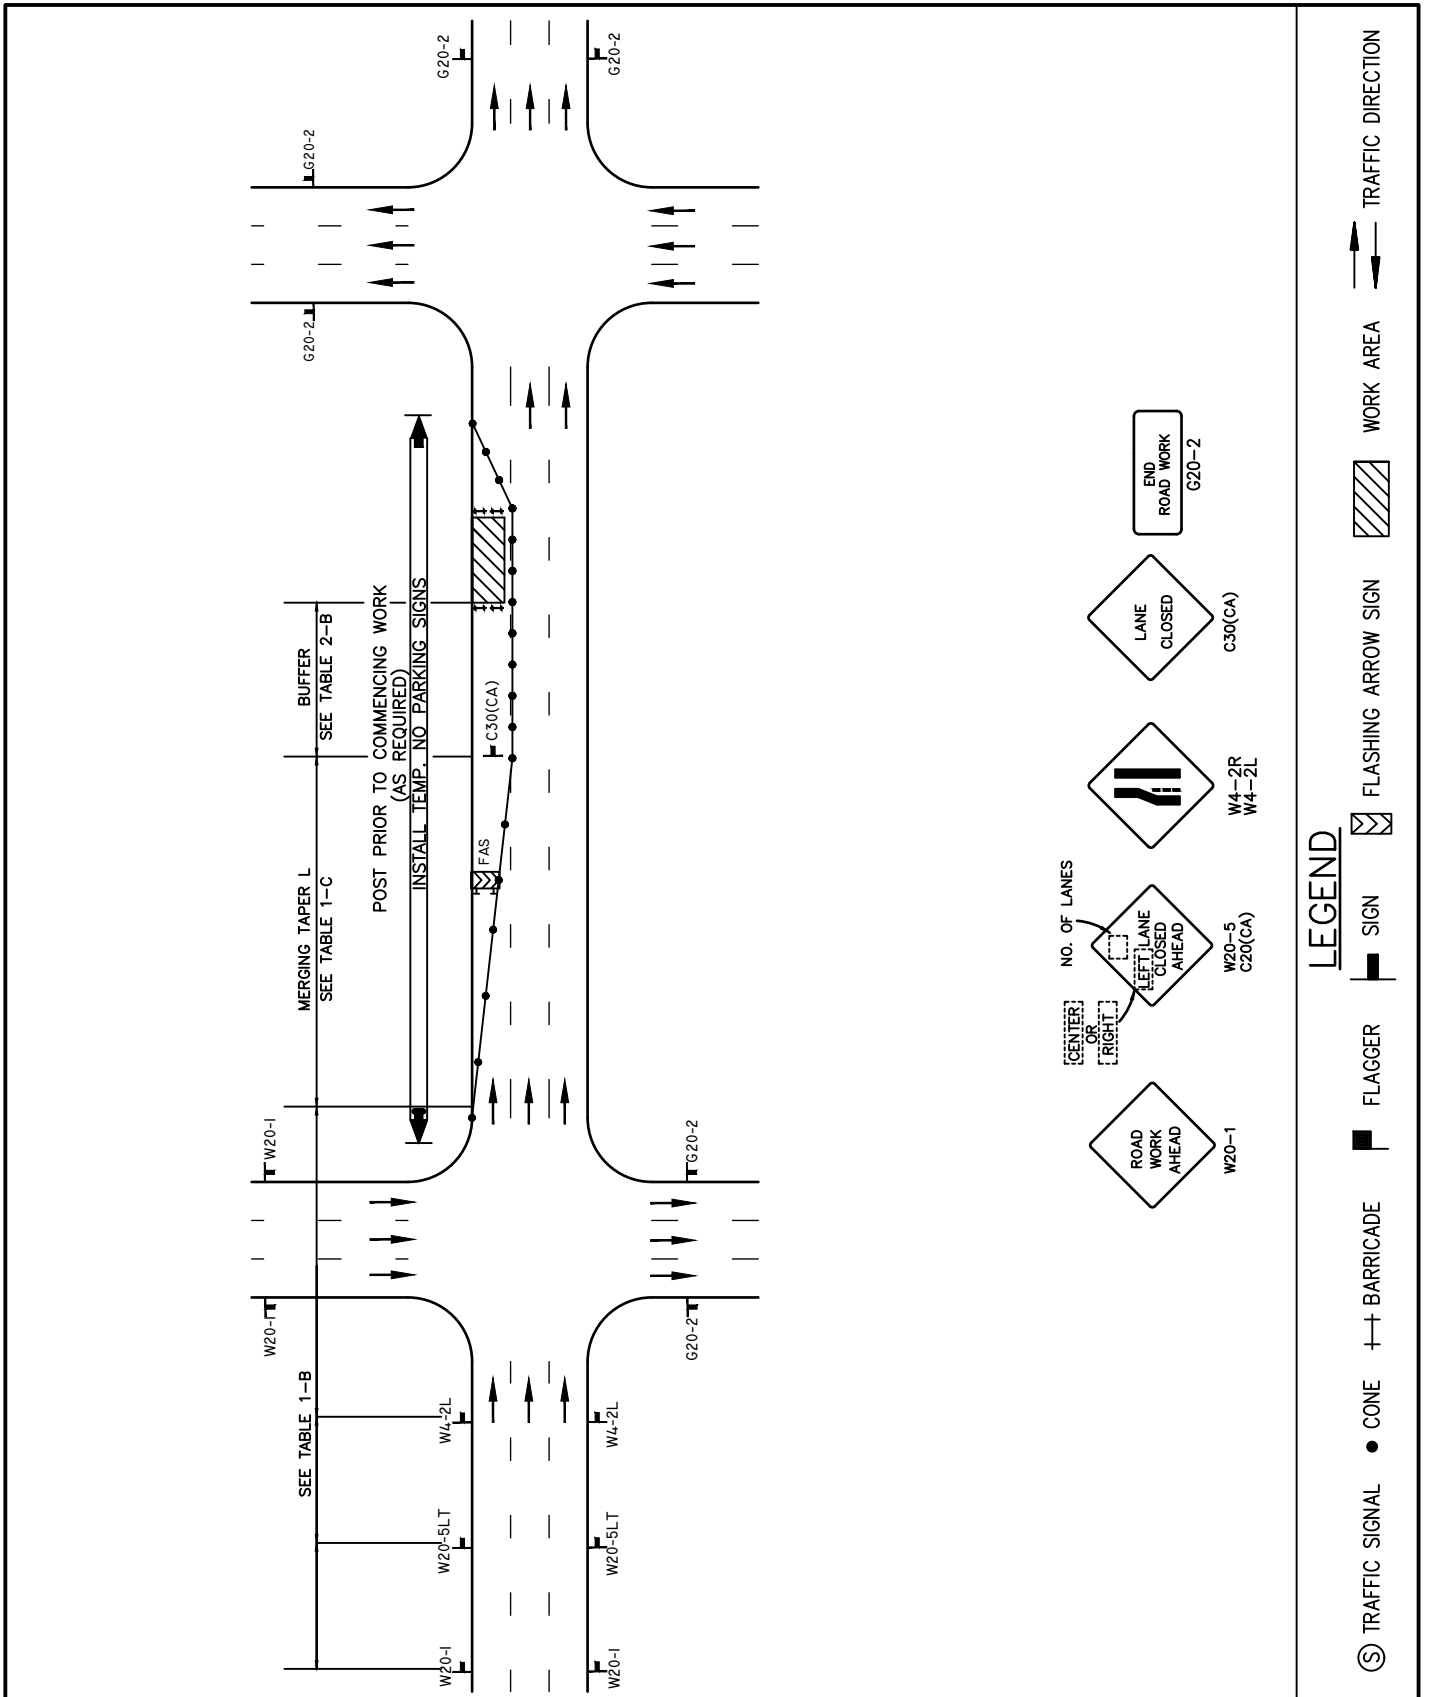 G20-2
G20-2
G20-2
G20-2
POST PRIOR TO COMMENCING WORK
(AS REQUIRED)
INSTALL TEMP. NO PARKING SIGNS
BUFFER
SEE TABLE 2-B
MERGING TAPER L
SEE TABLE 1-C
C30(CA)
FAS
W20-1
G20-2
W20-1
G20-2
SEE TABLE 1-B
W4-2L
W4-2L
W20-5LT
W20-5LT
W20-1
W20-1
END
ROAD WORK
G20-2
LANE
CLOSED
C30(CA)
W4-2R
W4-2L
NO. OF LANES
CENTER
OR
RIGHT
LEFT LANE
CLOSED
AHEAD
W20-5
C20(CA)
ROAD
WORK
AHEAD
W20-1
LEGEND
S TRAFFIC SIGNAL
CONE
BARRICADE
FLAGGER
SIGN
FLASHING ARROW SIGN
WORK AREA
TRAFFIC DIRECTION